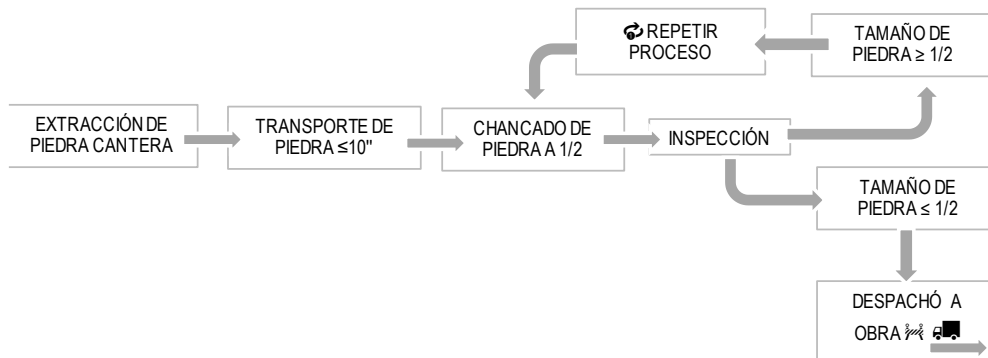 REPETIR
PROCESO
TAMAÑO DE
PIEDRA ≥ 1/2
EXTRACCIÓN DE
PIEDRA CANTERA
TRANSPORTE DE
PIEDRA ≤10"
CHANCADO DE
PIEDRA A 1/2
INSPECCIÓN
TAMAÑO DE
PIEDRA ≤ 1/2
DESPACHÓ A
OBRA